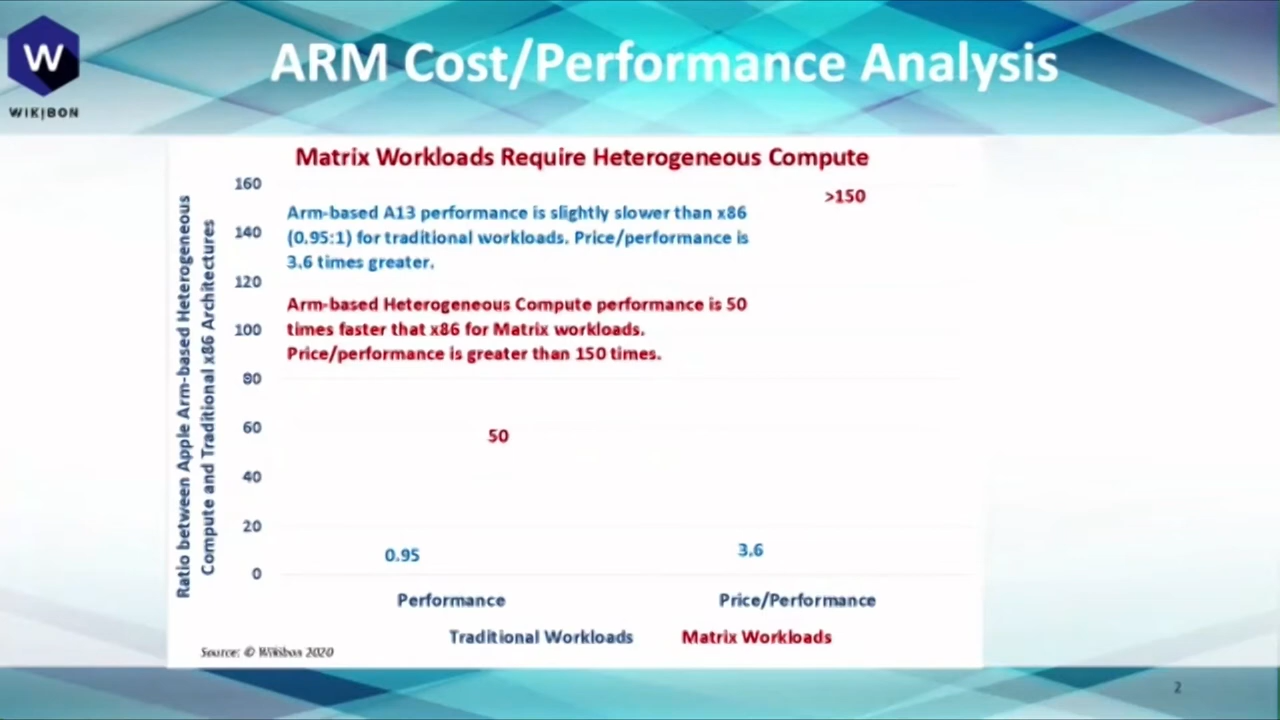 W
WIKIBON
ARM Cost/Performance Analysis
Matrix Workloads Require Heterogeneous Compute
Ratio between Apple Arm-based Heterogeneous
Compute and Traditional x86 Architectures
160
140
120
100
80
60
40
20
0
Arm-based A13 performance is slightly slower than x86
(0.95:1) for traditional workloads. Price/performance is
3.6 times greater.
Arm-based Heterogeneous Compute performance is 50
times faster that x86 for Matrix workloads.
Price/performance is greater than 150 times.
>150
50
0.95
3.6
Performance
Price/Performance
Traditional Workloads
Matrix Workloads
Source: © Wikibon 2020
2